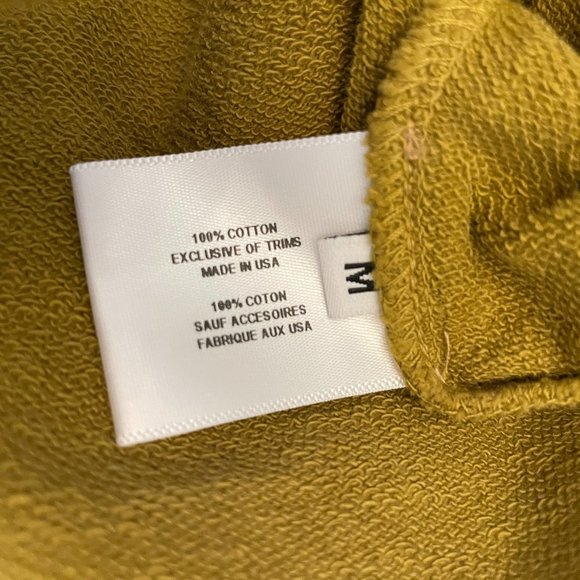 100% COTTON
EXCLUSIVE OF TRIMS
MADE IN USA
100% COTON
SAUF ACCESOIRES
FABRIQUE AUX USA
M